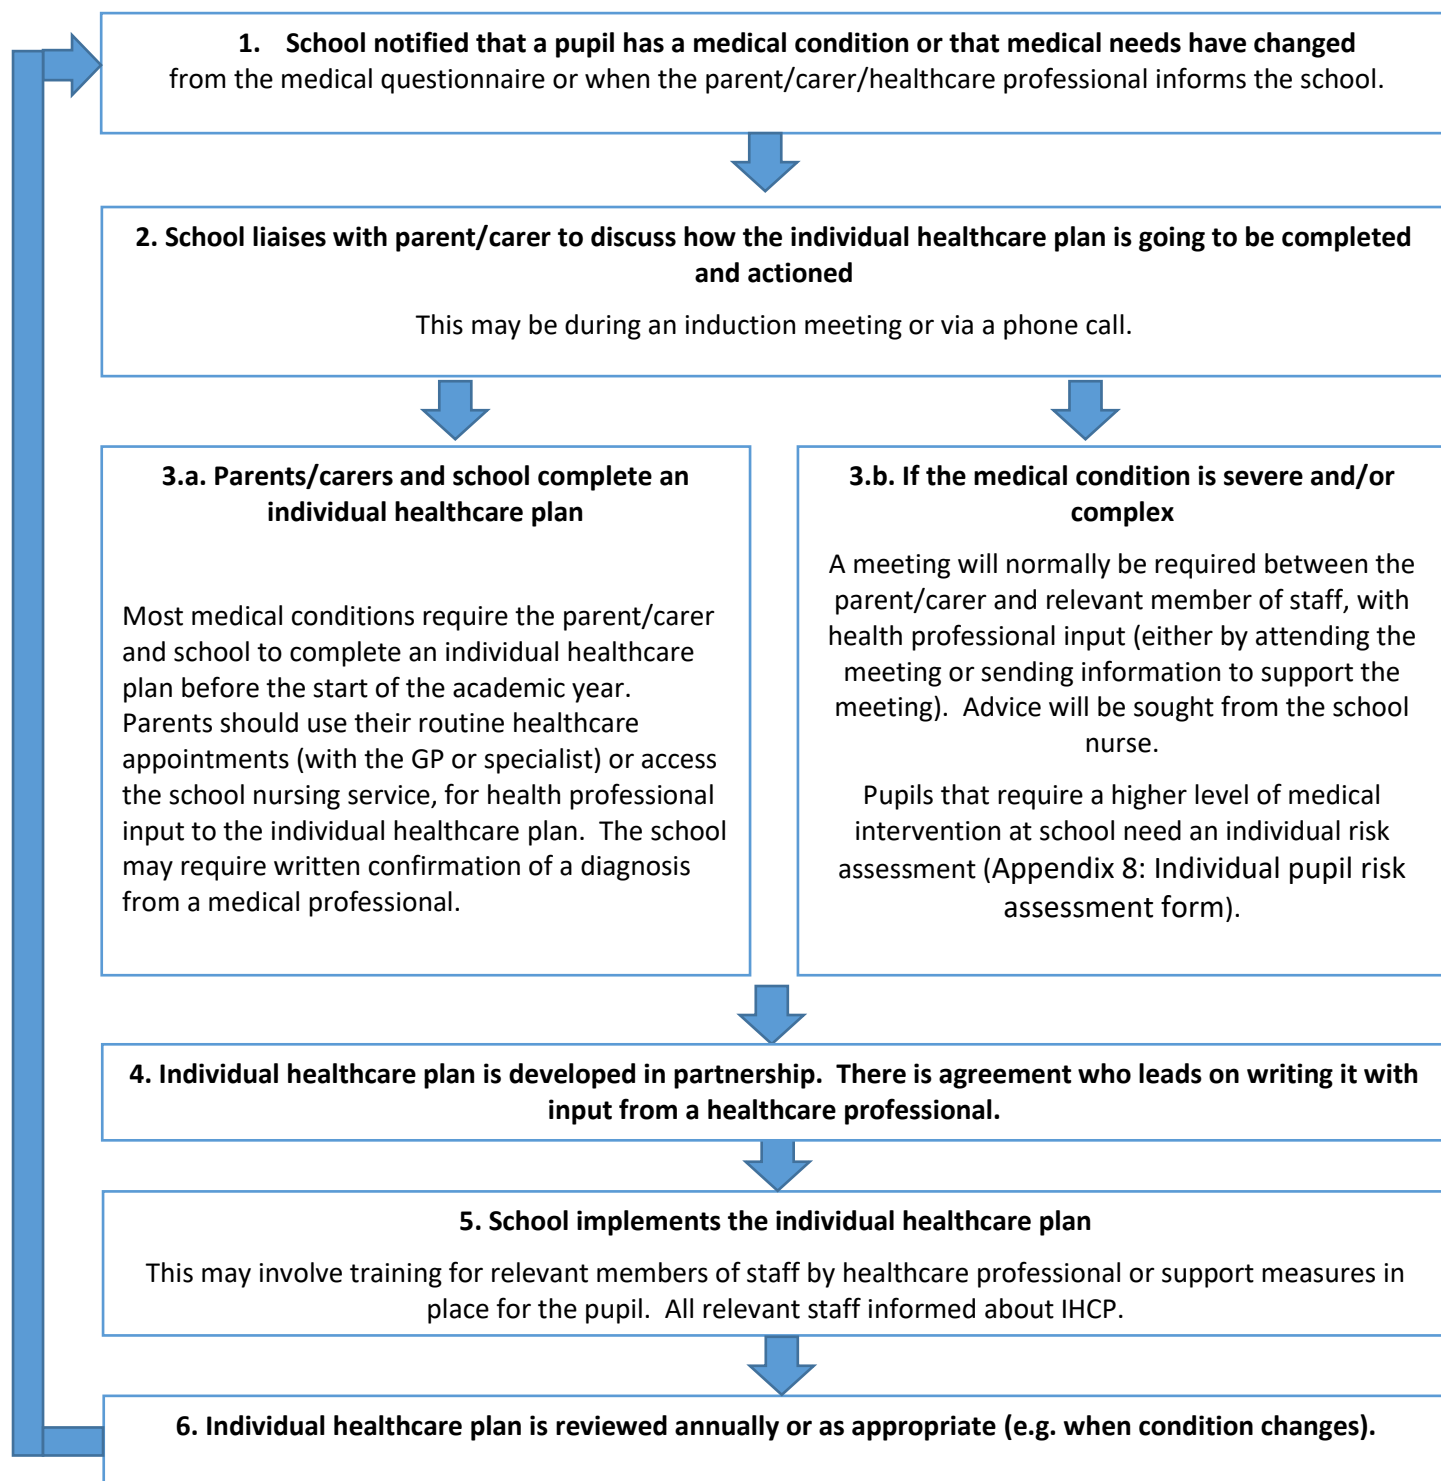 1. School notified that a pupil has a medical condition or that medical needs have changed
from the medical questionnaire or when the parent/carer/healthcare professional informs the school.
2. School liaises with parent/carer to discuss how the individual healthcare plan is going to be completed
and actioned
This may be during an induction meeting or via a phone call.
3.a. Parents/carers and school complete an
individual healthcare plan
Most medical conditions require the parent/carer
and school to complete an individual healthcare
plan before the start of the academic year.
Parents should use their routine healthcare
appointments (with the GP or specialist) or access
the school nursing service, for health professional
input to the individual healthcare plan. The school
may require written confirmation of a diagnosis
from a medical professional.
3.b. If the medical condition is severe and/or
complex
A meeting will normally be required between the
parent/carer and relevant member of staff, with
health professional input (either by attending the
meeting or sending information to support the
meeting). Advice will be sought from the school
nurse.
Pupils that require a higher level of medical
intervention at school need an individual risk
assessment (Appendix 8: Individual pupil risk
assessment form).
4. Individual healthcare plan is developed in partnership. There is agreement who leads on writing it with
input from a healthcare professional.
5. School implements the individual healthcare plan
This may involve training for relevant members of staff by healthcare professional or support measures in
place for the pupil. All relevant staff informed about IHCP.
6. Individual healthcare plan is reviewed annually or as appropriate (e.g. when condition changes).